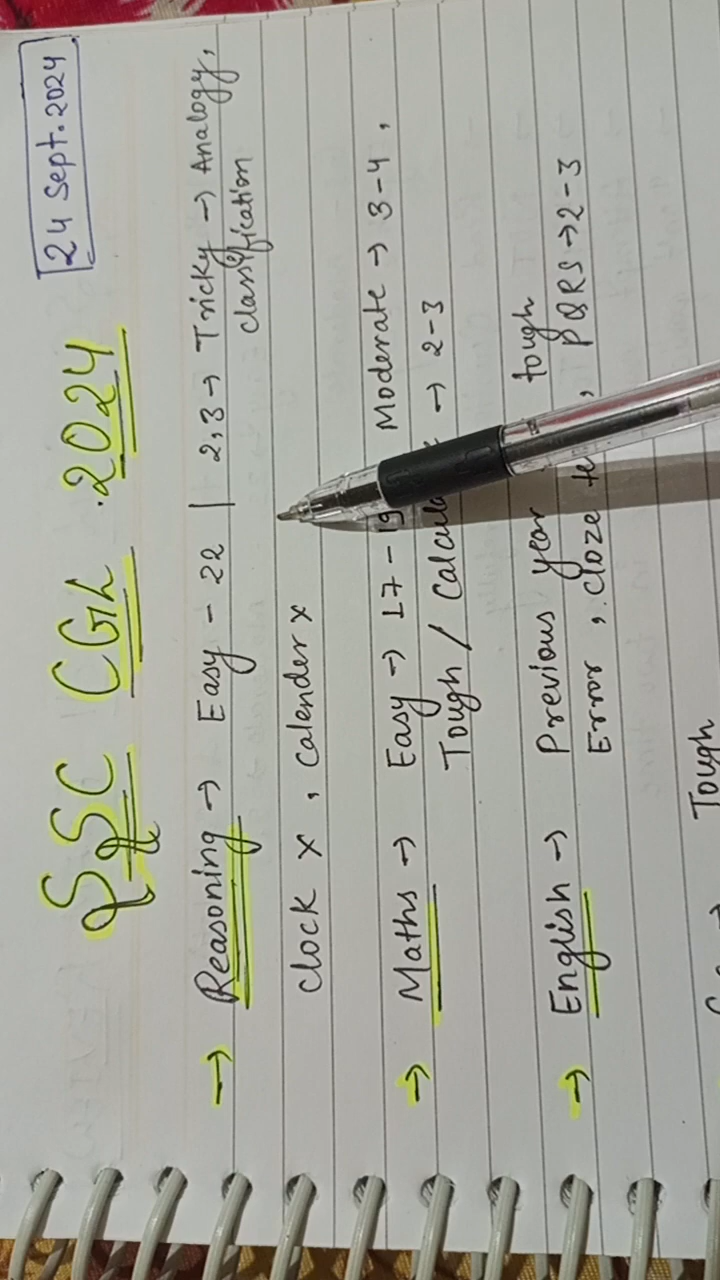 SSC CGL 2024
24 Sept. 2024
→ Reasoning → Easy - 22 | 2,3 → Tricky → Analogy,
classification
clock x , calender x
→ Maths → Easy → 17-19 Moderate → 3-4 ,
Tough / → 2-3
→ English → Previous year tough
Error , cloze , PQRS → 2-3
Tough